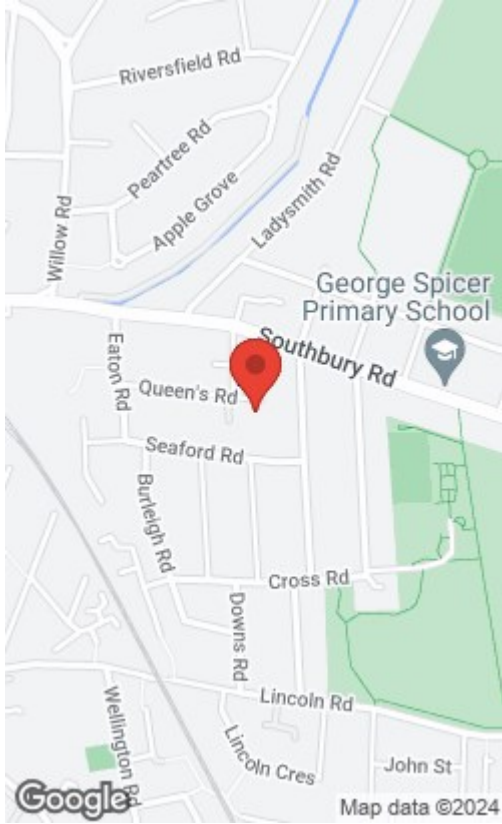 Riversfield Rd
Peartree Rd
Apple Grove
Ladysmith Rd
Willow Rd
George Spicer
Primary School
Southbury Rd
Eaton Rd
Queen's Rd
Seaford Rd
Burleigh Rd
Cross Rd
Downs Rd
Lincoln Rd
Wellington Rd
Lincoln Cres
John St
Google
Map data ©2024